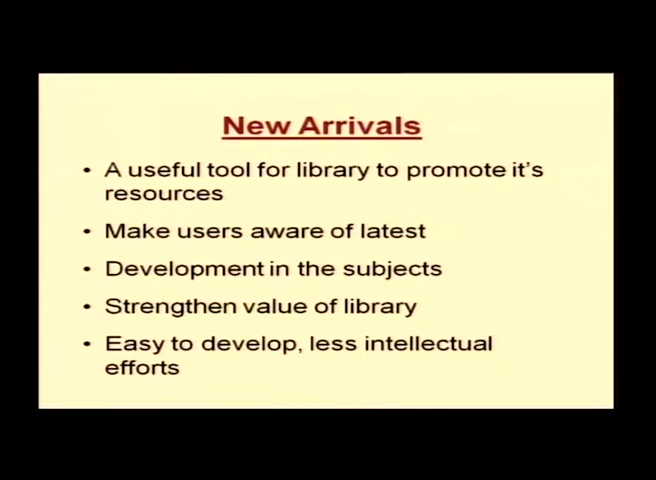 New Arrivals
• A useful tool for library to promote it's
resources
• Make users aware of latest
• Development in the subjects
• Strengthen value of library
• Easy to develop, less intellectual
efforts